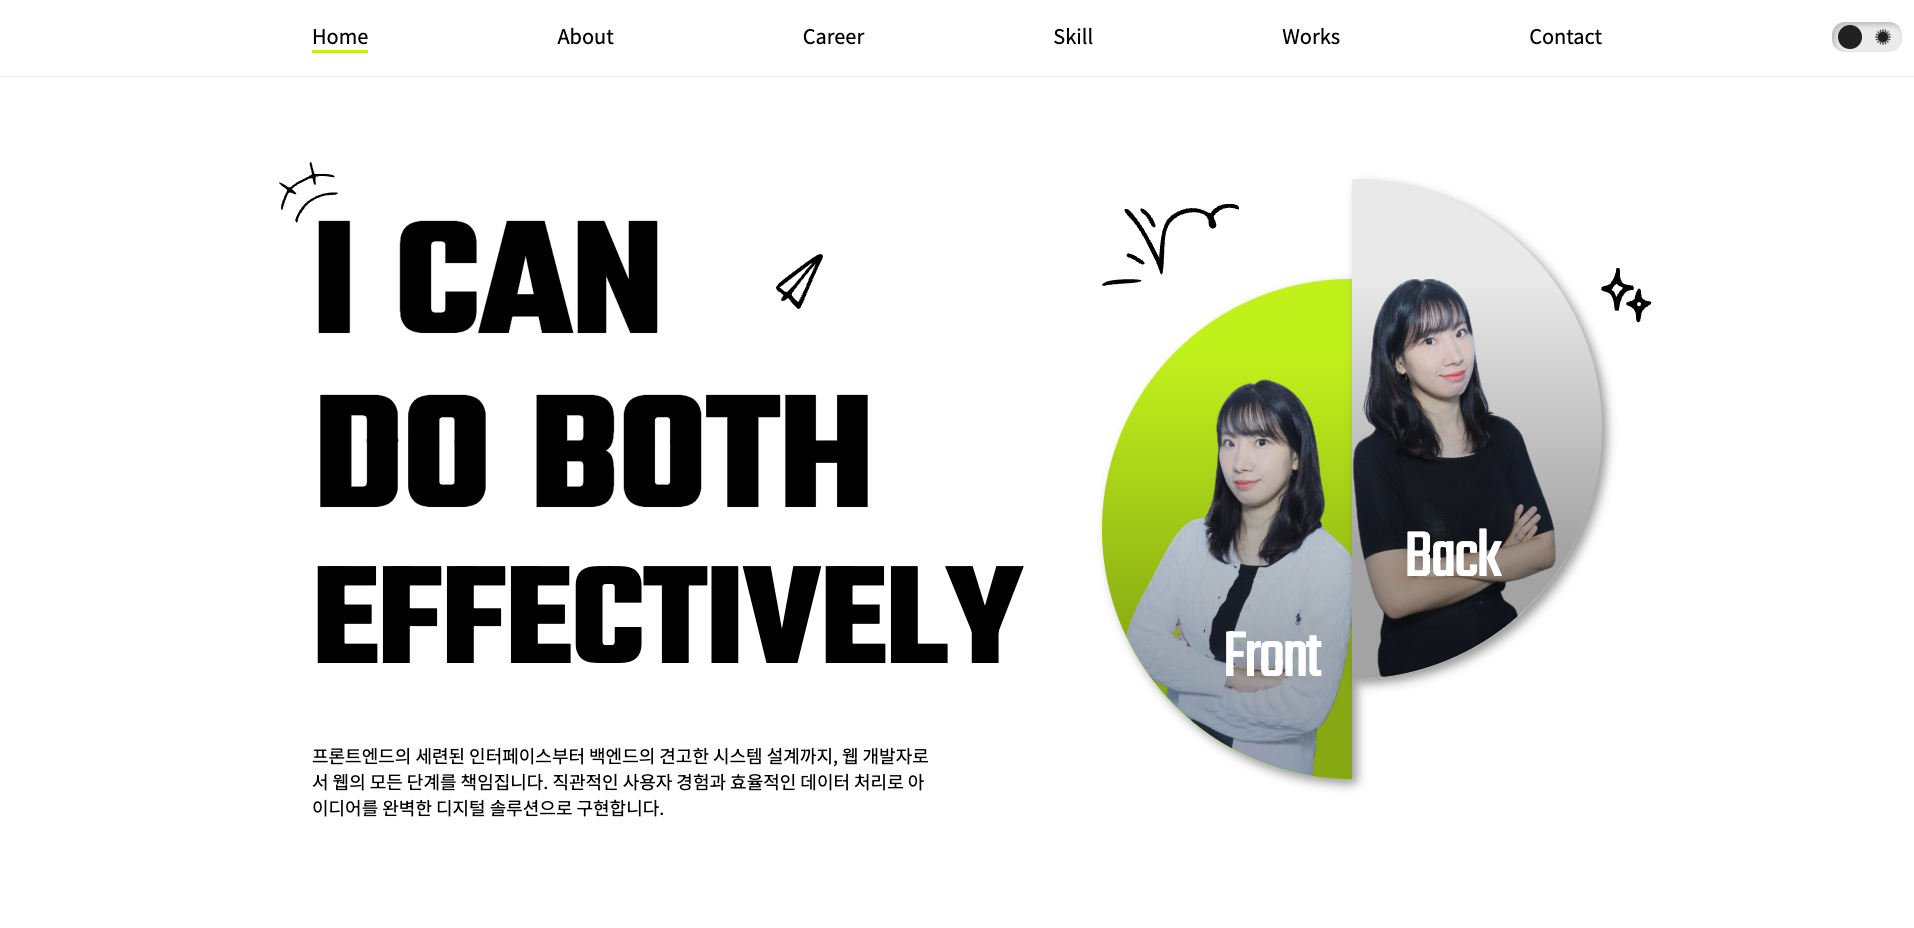 Home About Career Skill Works Contact
I CAN
DO BOTH
EFFECTIVELY
Back
Front
프론트엔드의 세련된 인터페이스부터 백엔드의 견고한 시스템 설계까지, 웹 개발자로
서 웹의 모든 단계를 책임집니다. 직관적인 사용자 경험과 효율적인 데이터 처리로 아
이디어를 완벽한 디지털 솔루션으로 구현합니다.